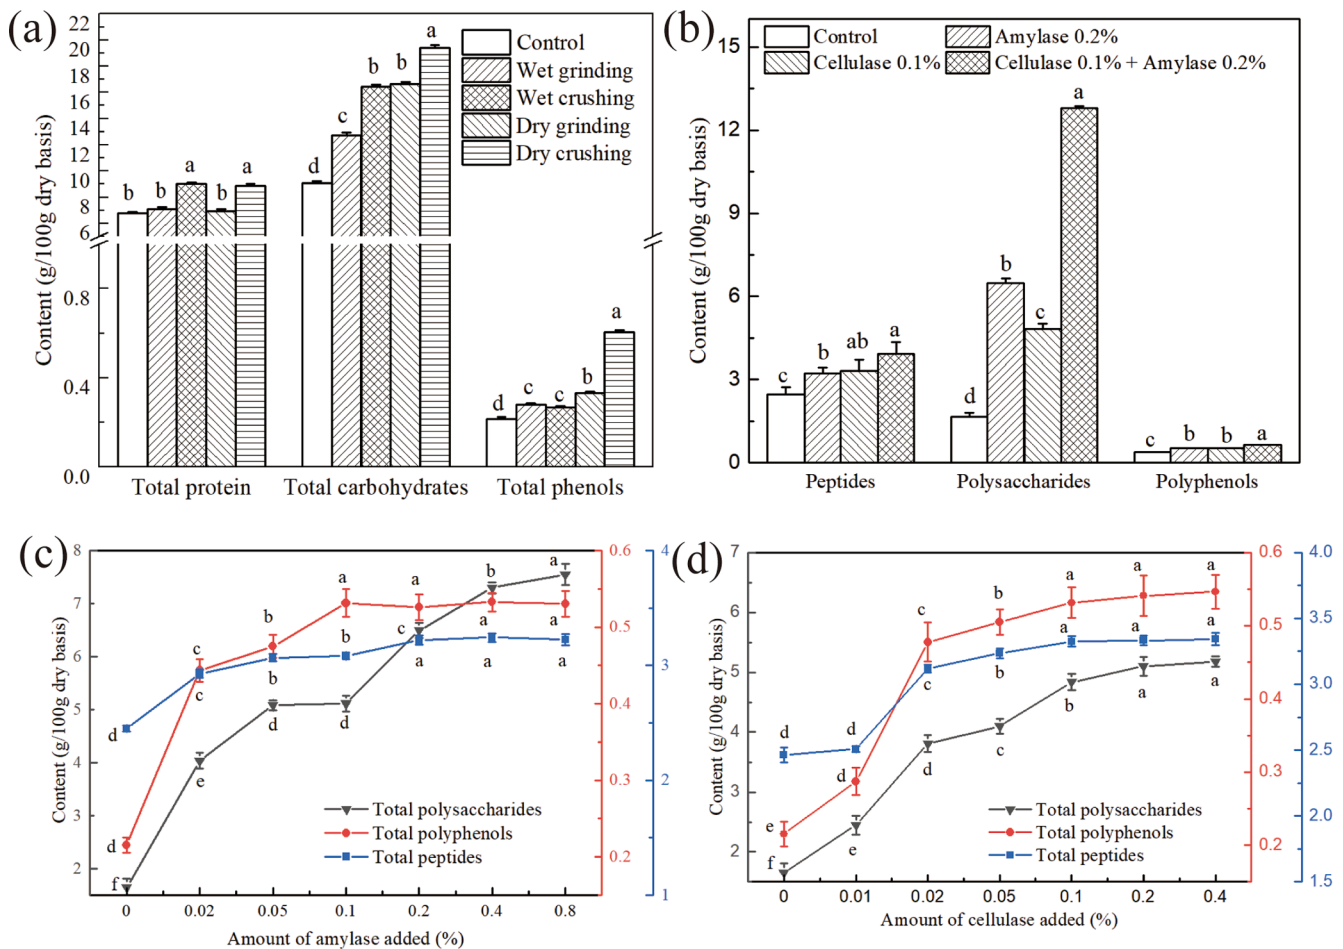 (a)
Content (g/100g dry basis)
22
20
18
16
14
12
10
8
6
0.8
0.4
0.0
Control
Wet grinding
Wet crushing
Dry grinding
Dry crushing
b b a b a
d c b b a
d c c b a
Total protein Total carbohydrates Total phenols
(b)
Content (g/100g dry basis)
15
12
9
6
3
0
Control Amylase 0.2%
Cellulase 0.1% Cellulase 0.1% + Amylase 0.2%
c b ab a
d b c a
c b b a
Peptides Polysaccharides Polyphenols
(c)
Content (g/100g dry basis)
8
7
6
5
4
3
2
0.6
0.5
0.4
0.3
0.2
4
3
2
1
f e d d c b a
d c b a a a a
d c b b a a a
Total polysaccharides
Total polyphenols
Total peptides
0 0.02 0.05 0.1 0.2 0.4 0.8
Amount of amylase added (%)
(d)
Content (g/100g dry basis)
7
6
5
4
3
2
0.6
0.5
0.4
0.3
0.2
4.0
3.5
3.0
2.5
2.0
1.5
f e d c b a a
e d c b a a a
d d c b a a a
Total polysaccharides
Total polyphenols
Total peptides
0 0.01 0.02 0.05 0.1 0.2 0.4
Amount of cellulase added (%)